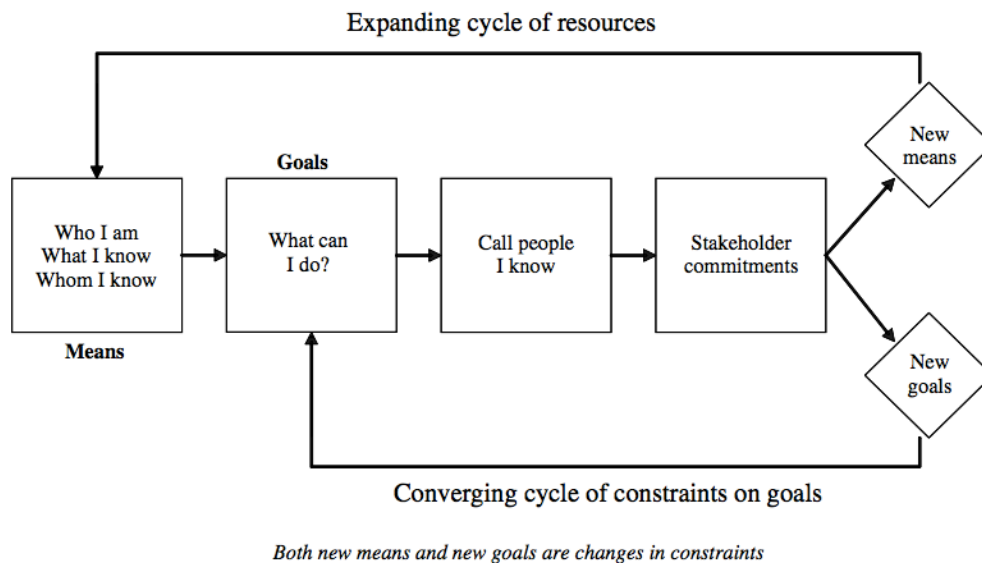 Expanding cycle of resources
New
means
Goals
Who I am
What I know
Whom I know
What can
I do?
Call people
I know
Stakeholder
commitments
Means
New
goals
Converging cycle of constraints on goals
Both new means and new goals are changes in constraints